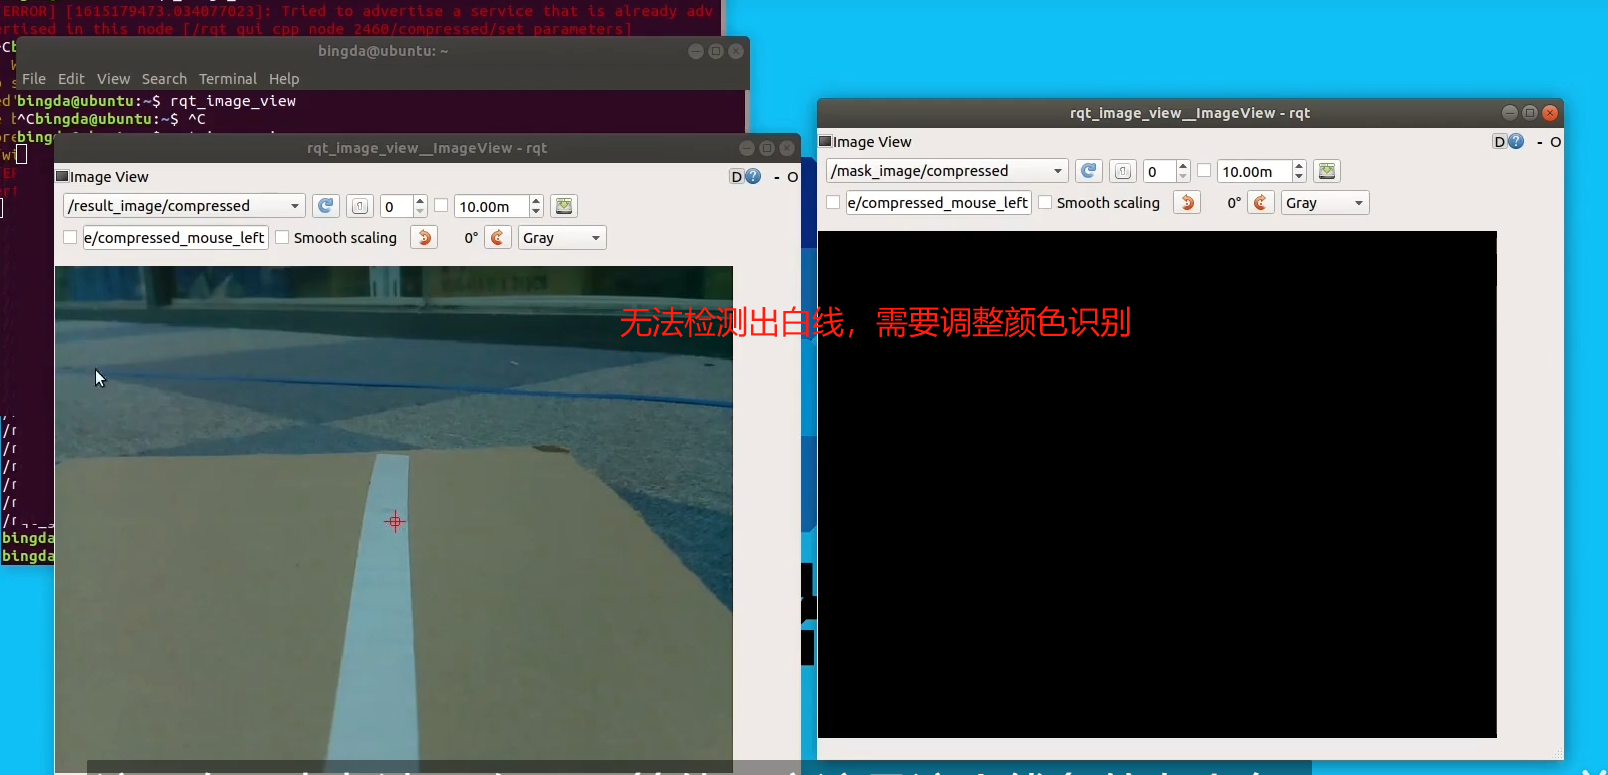 ERROR] [1615179473.034077023]: Tried to advertise a service that is already adv
ertised in this node [/rqt_gui_cpp_node_2460/compressed/set_parameters]
bingda@ubuntu: ~
File Edit View Search Terminal Help
bingda@ubuntu:~$ rqt_image_view
^Cbingda@ubuntu:~$ ^C
bing
rqt_image_view__ImageView - rqt
Image View
D - O
/result_image/compressed
0
10.00m
e/compressed_mouse_left
Smooth scaling
0°
Gray
rqt_image_view__ImageView - rqt
Image View
D - O
/mask_image/compressed
0
10.00m
e/compressed_mouse_left
Smooth scaling
0°
Gray
无法检测出白线，需要调整颜色识别
bingda
bingda